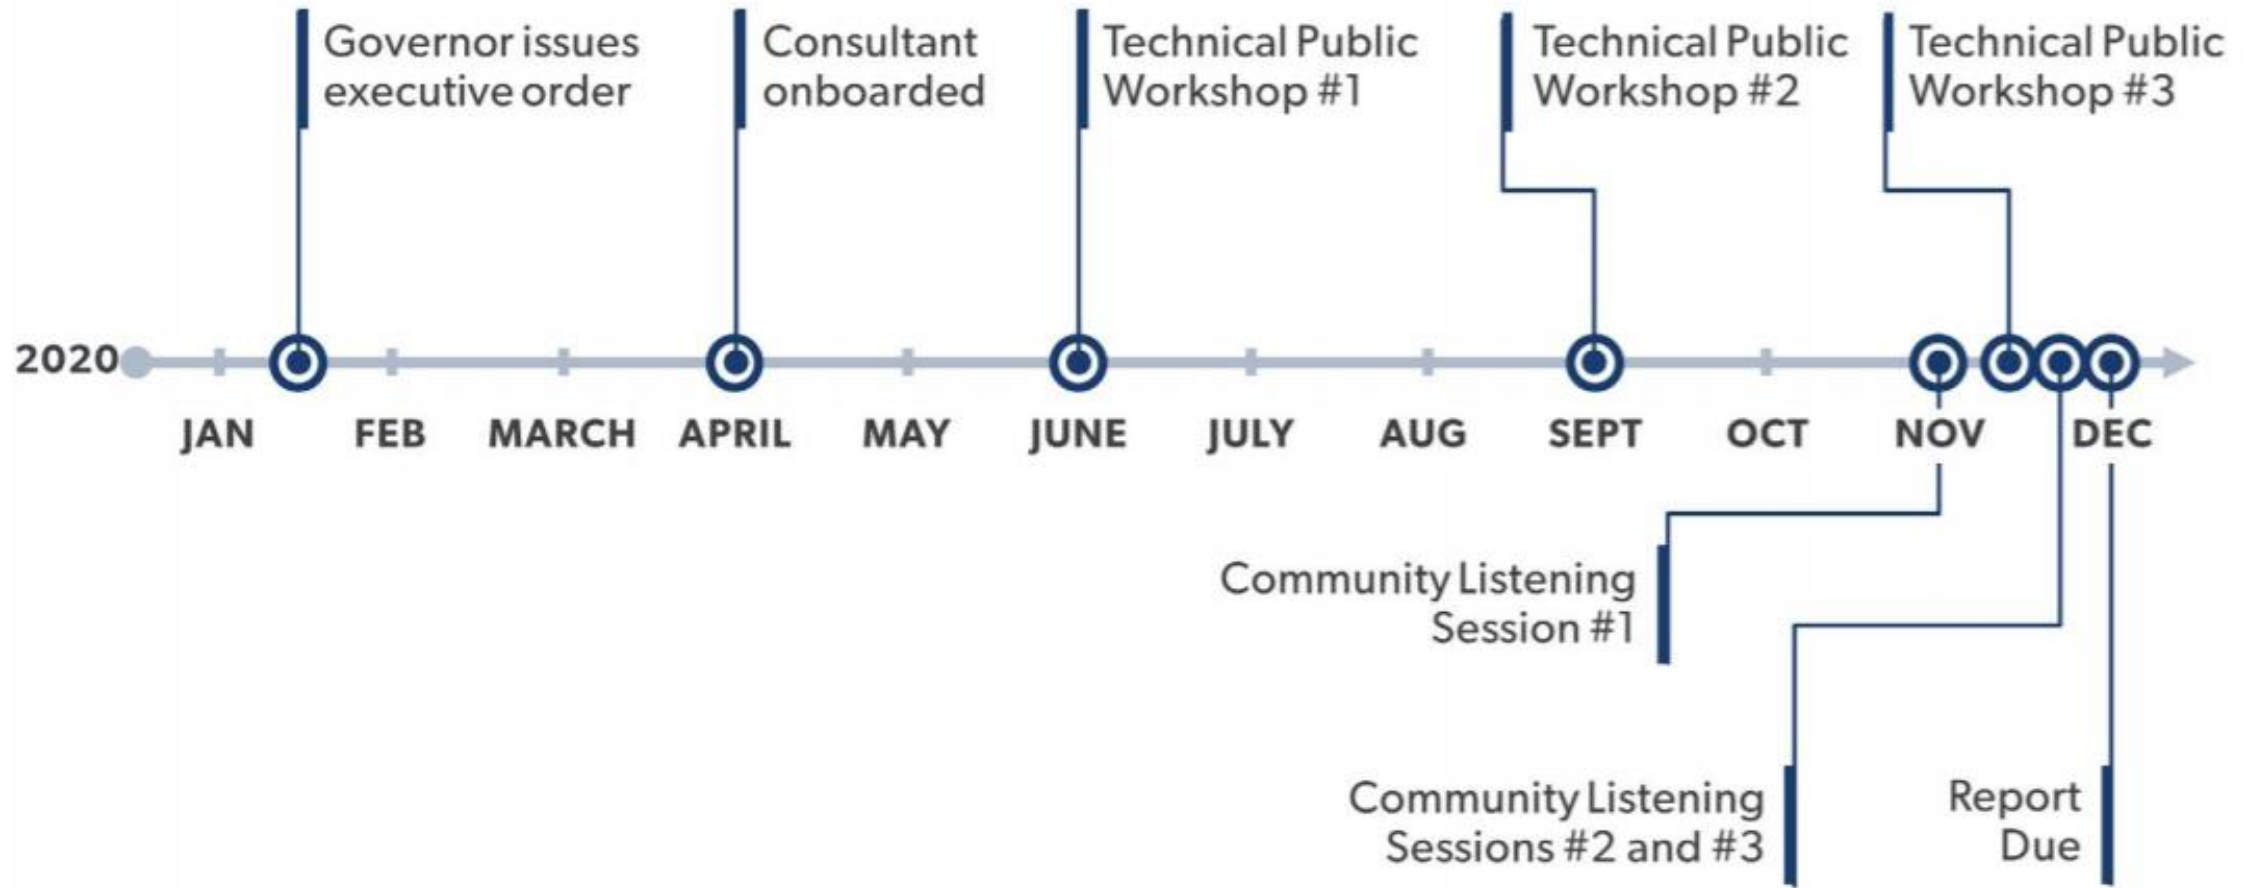 Governor issues
executive order
Consultant
onboarded
Technical Public
Workshop #1
Technical Public
Workshop #2
Technical Public
Workshop #3
2020
JAN FEB MARCH APRIL MAY JUNE JULY AUG SEPT OCT NOV DEC
Community Listening
Session #1
Community Listening
Sessions #2 and #3
Report
Due